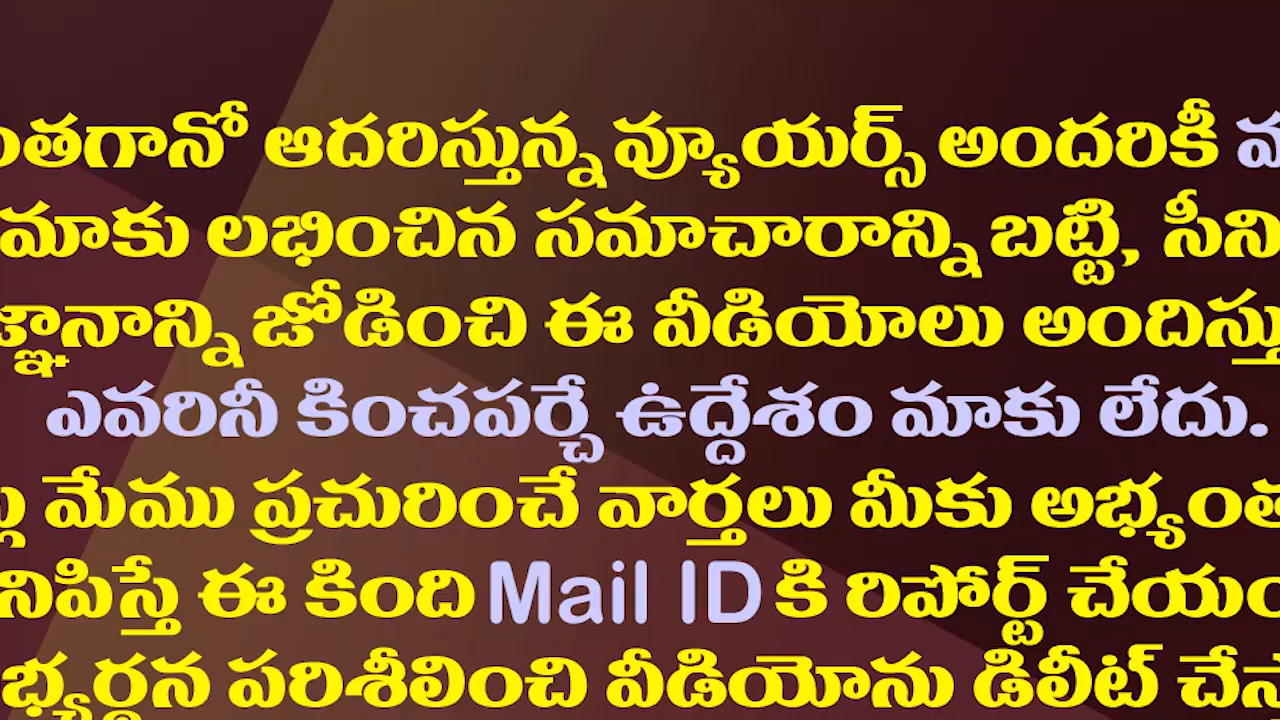 ంతగానో ఆదరిస్తున్న వ్యూయర్స్ అందరికీ
మాకు లభించిన సమాచారాన్ని బట్టి, సీని
జ్ఞానాన్ని జోడించి ఈ వీడియోలు అందిస్తు
ఎవరినీ కించపర్చే ఉద్దేశం మాకు లేదు.
మేము ప్రచురించే వార్తలు మీకు అభ్యంత
నిపిస్తే ఈ కింది Mail ID కి రిపోర్ట్ చేయం
భ్యర్ధన పరిశీలించి వీడియోను డిలీట్ చేస